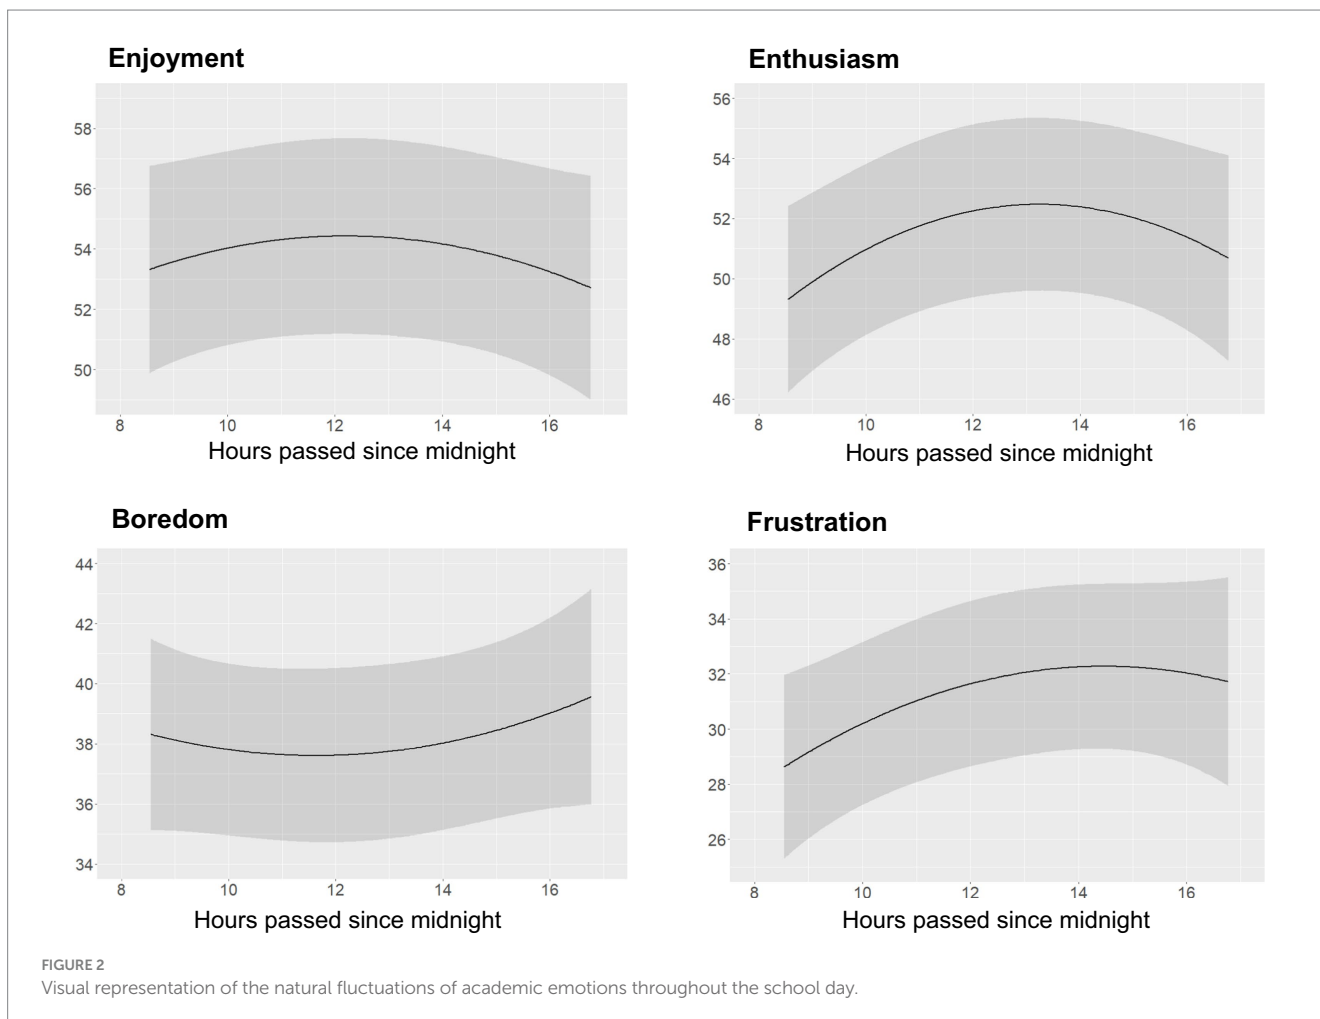 Enjoyment
58
56
54
52
50
8 10 12 14 16
Hours passed since midnight
Enthusiasm
56
54
52
50
48
46
8 10 12 14 16
Hours passed since midnight
Boredom
44
42
40
38
36
34
8 10 12 14 16
Hours passed since midnight
Frustration
36
34
32
30
28
26
8 10 12 14 16
Hours passed since midnight
FIGURE 2
Visual representation of the natural fluctuations of academic emotions throughout the school day.